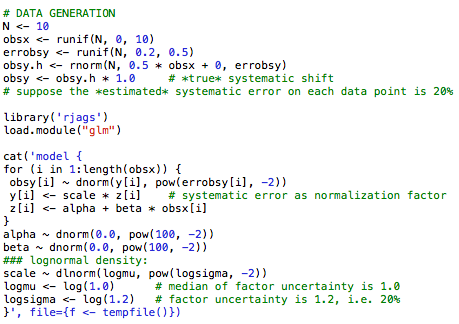 # DATA GENERATION
N <- 10
obsx <- runif(N, 0, 10)
errobsy <- runif(N, 0.2, 0.5)
obsy.h <- rnorm(N, 0.5 * obsx + 0, errobsy)
obsy <- obsy.h * 1.0     # *true* systematic shift
# suppose the *estimated* systematic error on each data point is 20%

library('rjags')
load.module("glm")

cat('model {
for (i in 1:length(obsx)) {
 obsy[i] ~ dnorm(y[i], pow(errobsy[i], -2))
 y[i] <- scale * z[i]    # systematic error as normalization factor
 z[i] <- alpha + beta * obsx[i]
}
alpha ~ dnorm(0.0, pow(100, -2))
beta ~ dnorm(0.0, pow(100, -2))
### lognormal density:
scale ~ dlnorm(logmu, pow(logsigma, -2))
logmu <- log(1.0)      # median of factor uncertainty is 1.0
logsigma <- log(1.2)   # factor uncertainty is 1.2, i.e. 20%
}', file={f <- tempfile()})